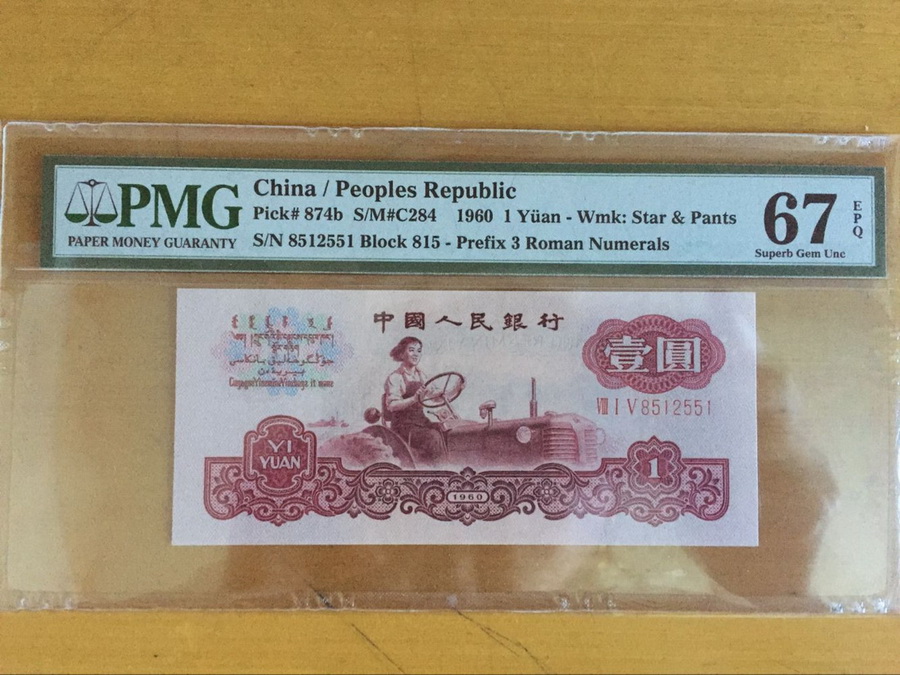 PMG
PAPER MONEY GUARANTY
China / Peoples Republic
Pick# 874b S/M#C284 1960 1 Yüan - Wmk: Star & Pants
S/N 8512551 Block 815 - Prefix 3 Roman Numerals
67
EPQ
Superb Gem Unc
中國人民銀行
壹圓
VIII I V 8512551
YI
YUAN
1960
1